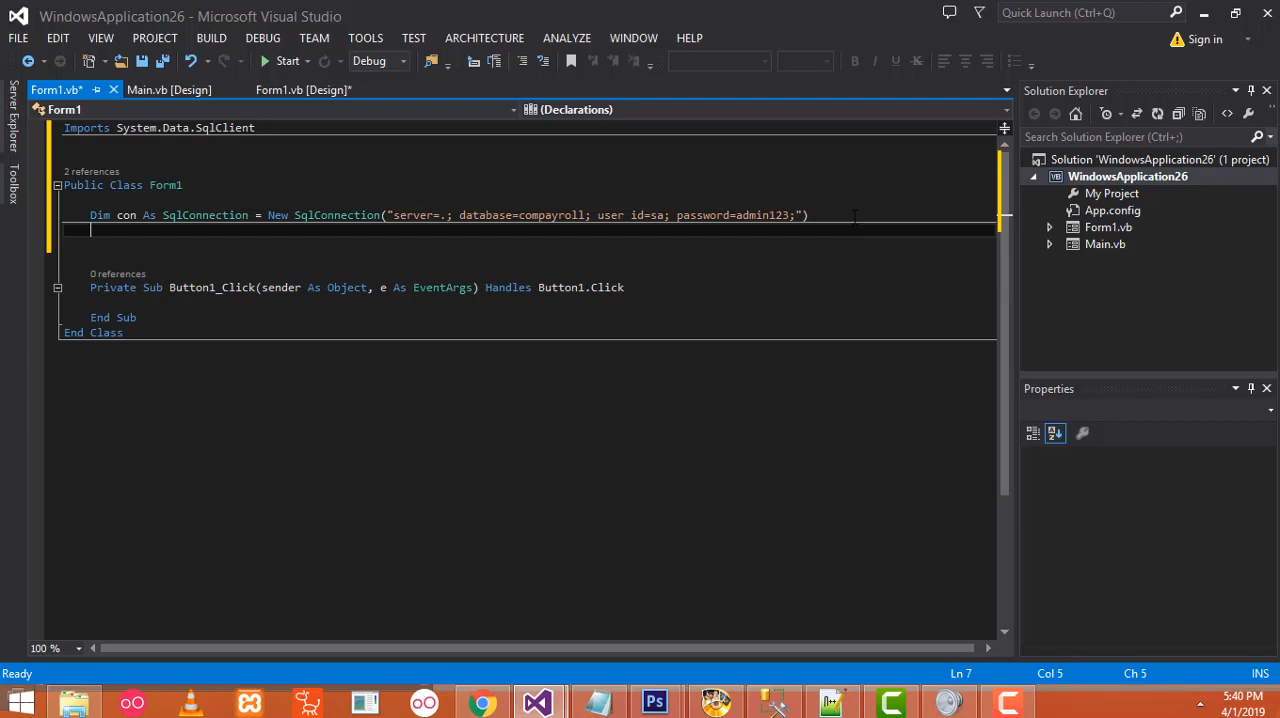 WindowsApplication26 - Microsoft Visual Studio
Quick Launch (Ctrl+Q)
FILE EDIT VIEW PROJECT BUILD DEBUG TEAM TOOLS TEST ARCHITECTURE ANALYZE WINDOW HELP
Sign in
Start Debug
Form1.vb* Main.vb [Design] Form1.vb [Design]*
Form1 (Declarations)
Server Explorer
Toolbox
Imports System.Data.SqlClient
2 references
Public Class Form1
Dim con As SqlConnection = New SqlConnection("server=.; database=compayroll; user id=sa; password=admin123;")
0 references
Private Sub Button1_Click(sender As Object, e As EventArgs) Handles Button1.Click
End Sub
End Class
100 %
Solution Explorer
Search Solution Explorer (Ctrl+;)
Solution 'WindowsApplication26' (1 project)
VB WindowsApplication26
My Project
App.config
Form1.vb
Main.vb
Properties
Ready Ln 7 Col 5 Ch 5 INS
Ps
5:40 PM
4/1/2019